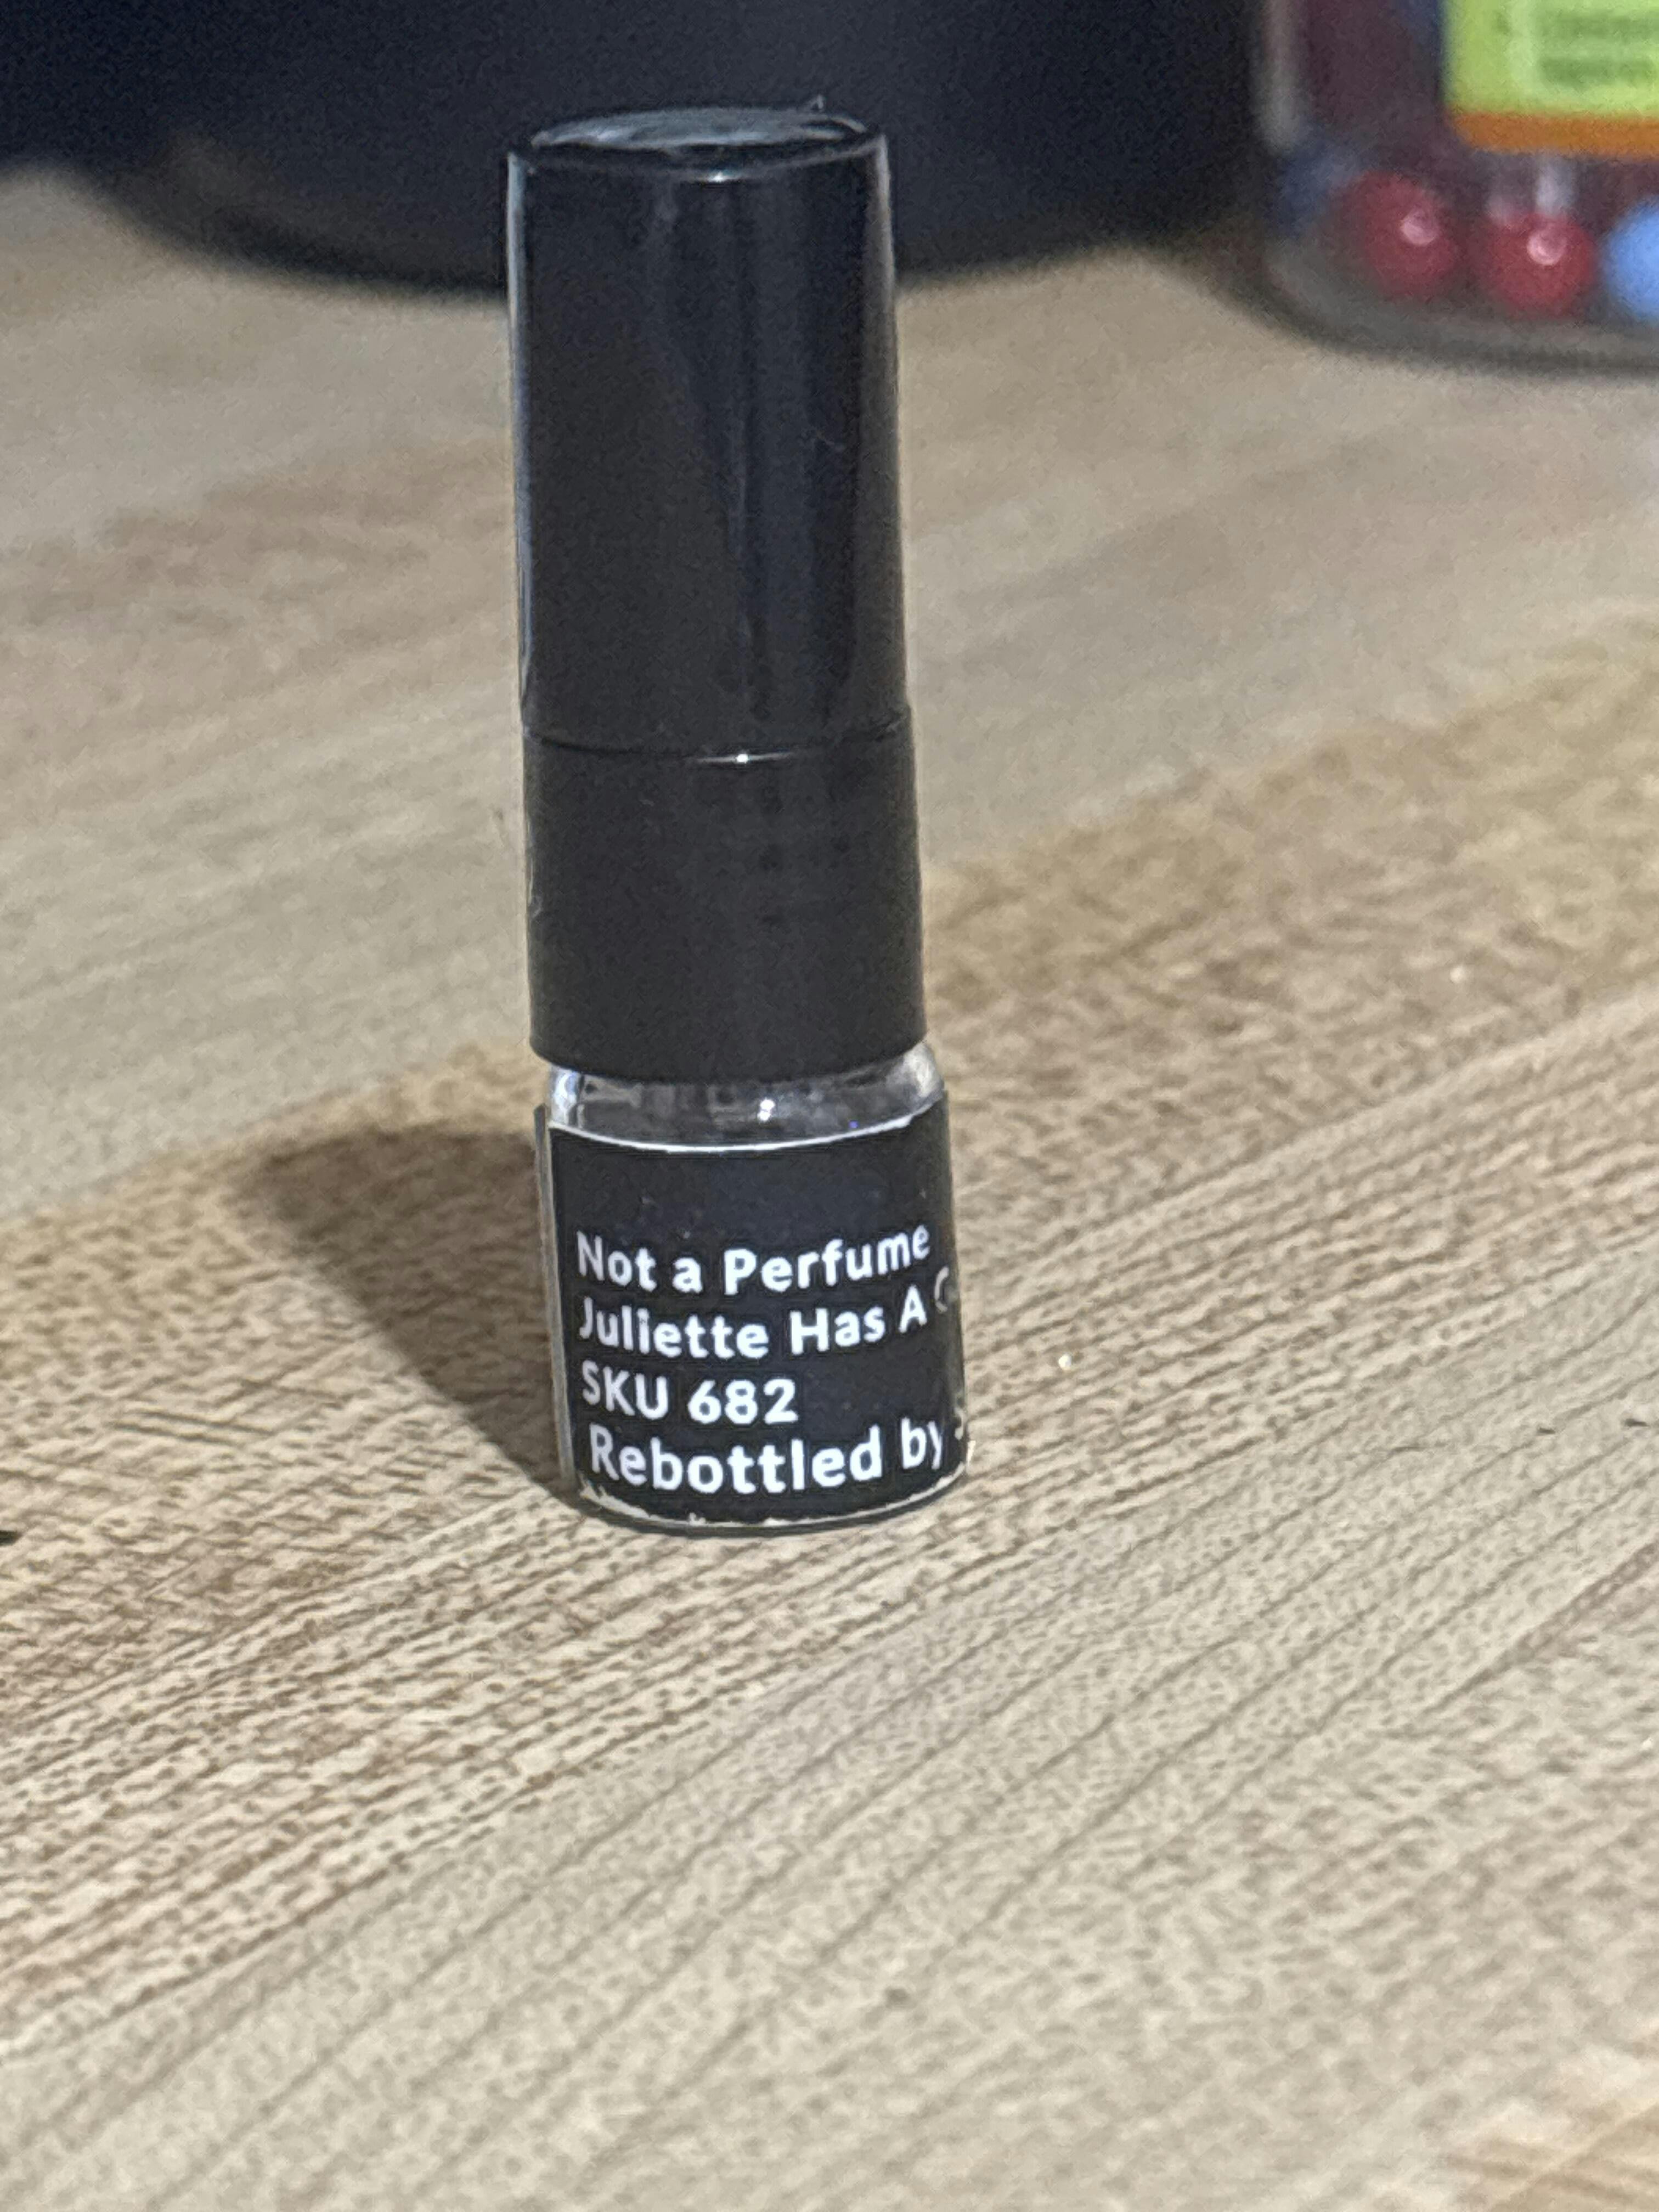 Not a Perfume
Juliette Has A
SKU 682
Rebottled by